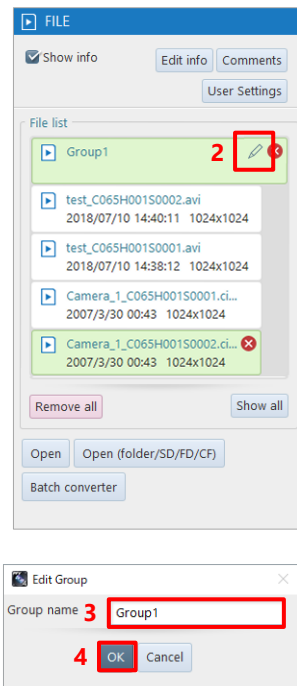 FILE
Show info
Edit info
Comments
User Settings
File list
Group1
2
test_C065H001S0002.avi
2018/07/10 14:40:11 1024x1024
test_C065H001S0001.avi
2018/07/10 14:38:12 1024x1024
Camera_1_C065H001S0001.ci...
2007/3/30 00:43 1024x1024
Camera_1_C065H001S0002.ci...
2007/3/30 00:43 1024x1024
Remove all
Show all
Open
Open (folder/SD/FD/CF)
Batch converter
Edit Group
Group name
3
Group1
4
OK
Cancel